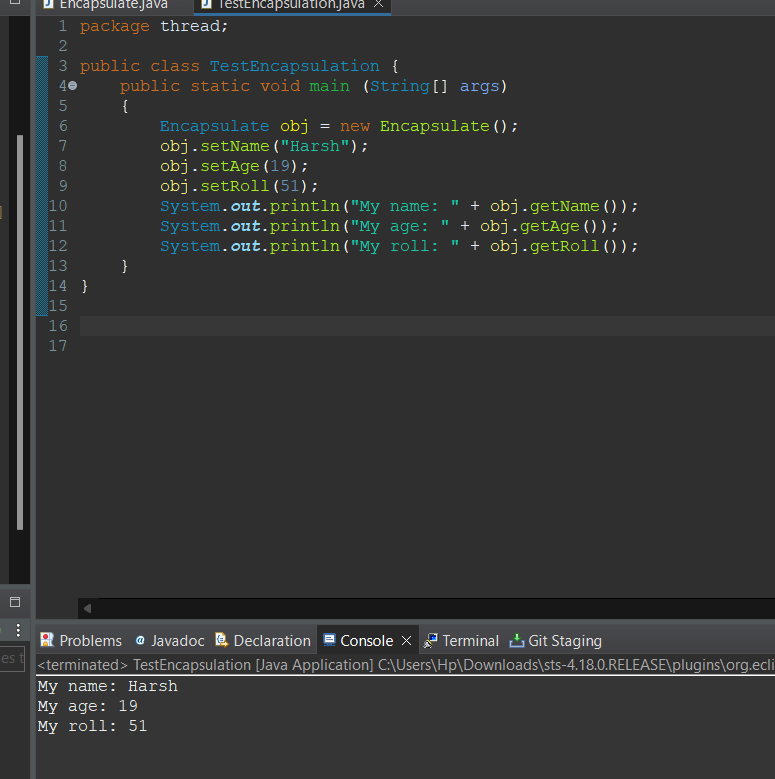 Encapsulate.java TestEncapsulation.java
1 package thread;
2
3 public class TestEncapsulation {
4 public static void main (String[] args)
5 {
6 Encapsulate obj = new Encapsulate();
7 obj.setName("Harsh");
8 obj.setAge(19);
9 obj.setRoll(51);
10 System.out.println("My name: " + obj.getName());
11 System.out.println("My age: " + obj.getAge());
12 System.out.println("My roll: " + obj.getRoll());
13 }
14 }
15
16
17
Problems Javadoc Declaration Console Terminal Git Staging
<terminated> TestEncapsulation [Java Application] C:\Users\Hp\Downloads\sts-4.18.0.RELEASE\plugins\org.ecli
My name: Harsh
My age: 19
My roll: 51